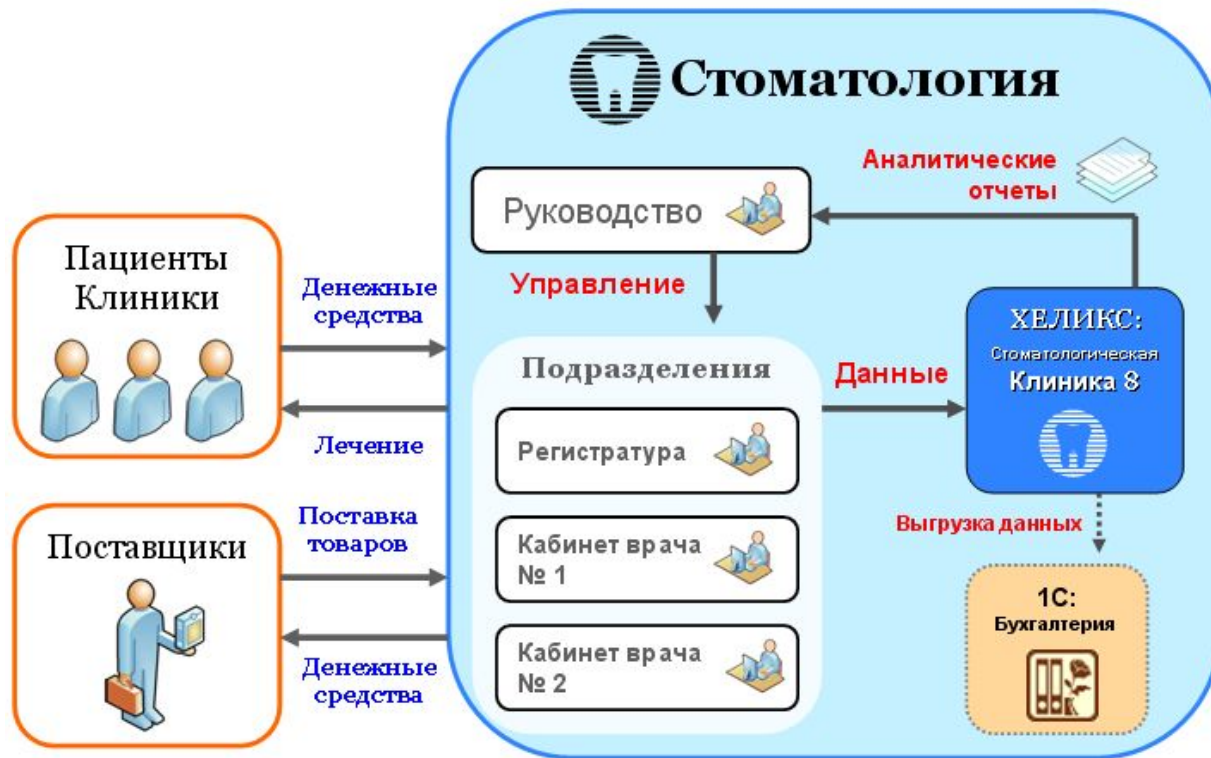 Стоматология
Аналитические
отчеты
Руководство
Управление
Пациенты
Клиники
Денежные
средства
Лечение
Поставщики
Поставка
товаров
Денежные
средства
Подразделения
Регистратура
Кабинет врача
№ 1
Кабинет врача
№ 2
Данные
ХЕЛИКС:
Стоматологическая
Клиника 8
Выгрузка данных
1С:
Бухгалтерия